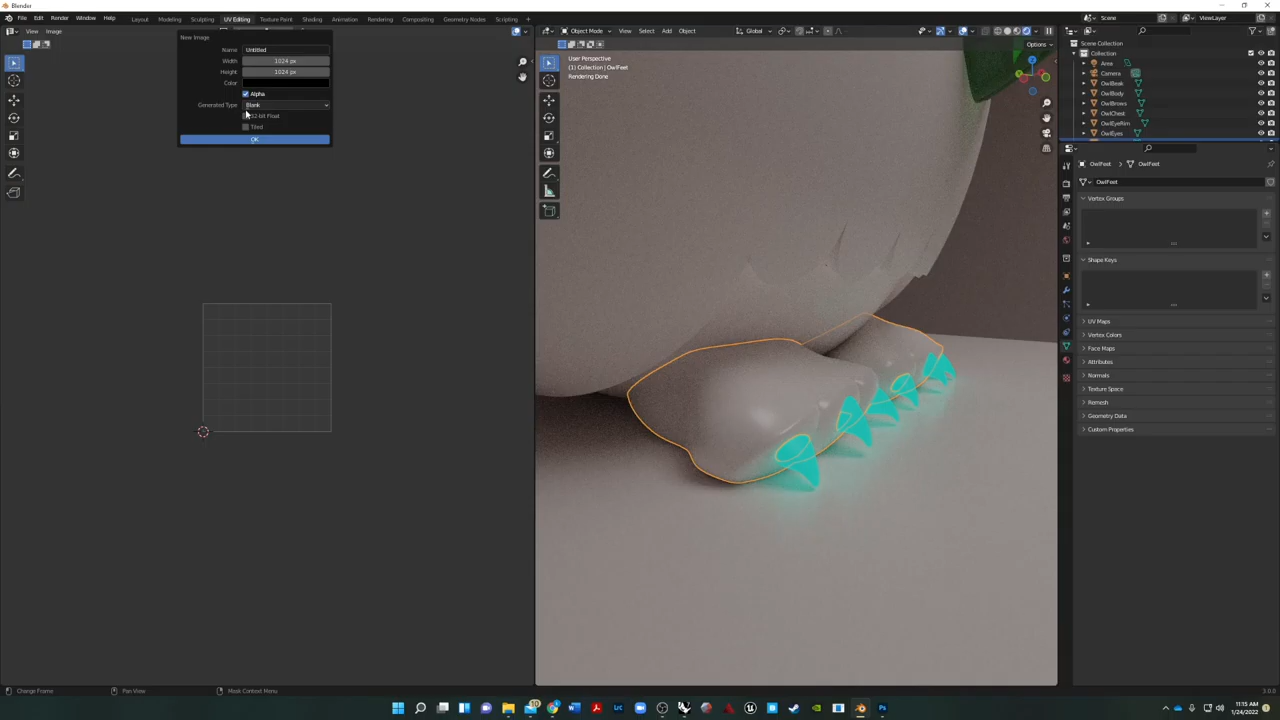 Blender
File Edit Render Window Help Layout Modeling Sculpting UV Editing Texture Paint Shading Animation Rendering Compositing Geometry Nodes Scripting + Scene ViewLayer
View Image Object Mode View Select Add Object Global
Options
New Image
Name Untitled
Width 1024 px
Height 1024 px
Color
Alpha
Generated Type Blank
32-bit Float
Tiled
OK
User Perspective
(1) Collection | OwlFeet
Rendering Done
Scene Collection
Collection
Area
Camera
OwlBeak
OwlBody
OwlBrows
OwlChest
OwlEyeRim
OwlEyes
OwlFeet > OwlFeet
OwlFeet
Vertex Groups
Shape Keys
UV Maps
Vertex Colors
Face Maps
Attributes
Normals
Texture Space
Remesh
Geometry Data
Custom Properties
Change Frame Pan View Mask Context Menu 3.0.0
11:15 AM
1/24/2022